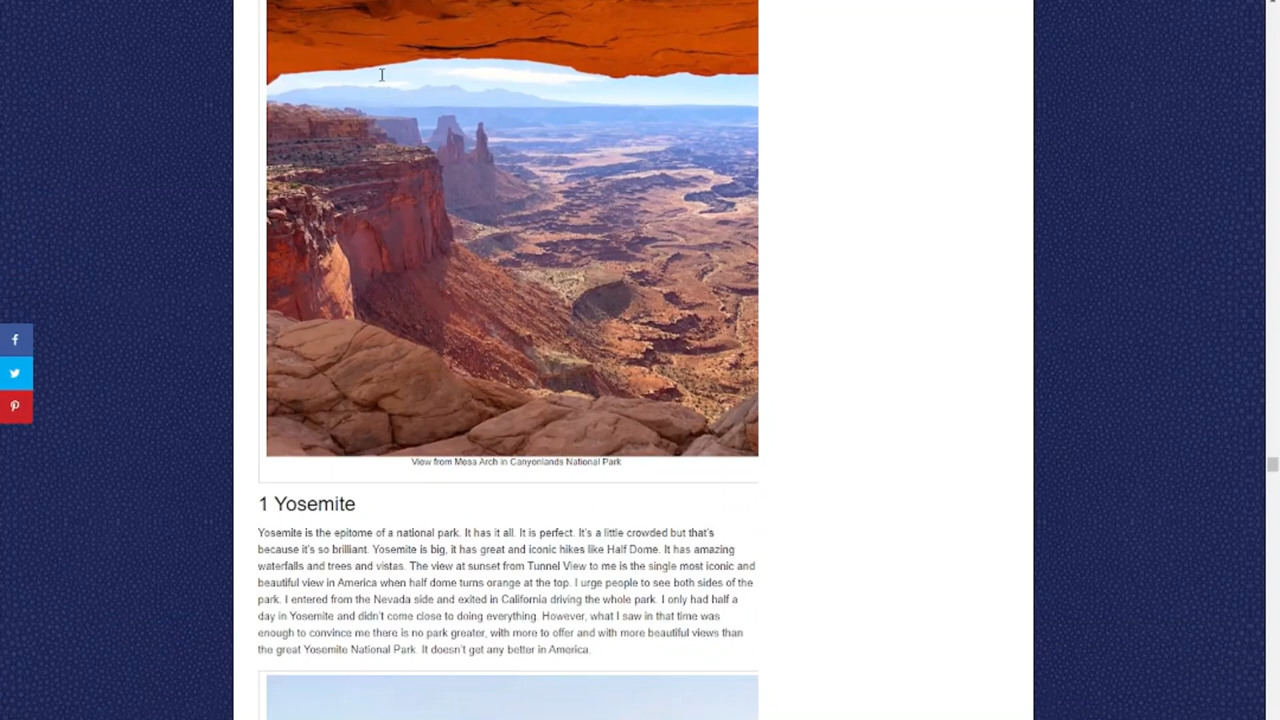 View from Mesa Arch in Canyonlands National Park
1 Yosemite
Yosemite is the epitome of a national park. It has it all. It is perfect. It's a little crowded but that's
because it's so brilliant. Yosemite is big, it has great and iconic hikes like Half Dome. It has amazing
waterfalls and trees and vistas. The view at sunset from Tunnel View to me is the single most iconic and
beautiful view in America when half dome turns orange at the top. I urge people to see both sides of the
park. I entered from the Nevada side and exited in California driving the whole park. I only had half a
day in Yosemite and didn't come close to doing everything. However, what I saw in that time was
enough to convince me there is no park greater, with more to offer and with more beautiful views than
the great Yosemite National Park. It doesn't get any better in America.